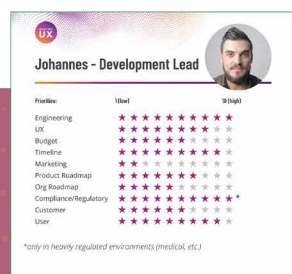 UX
Johannes - Development Lead
Priorities: 1 (low) 10 (high)
Engineering
UX
Budget
Timeline
Marketing
Product Roadmap
Org Roadmap
Compliance/Regulatory *
Customer
User
*only in heavily regulated environments (medical, etc.)